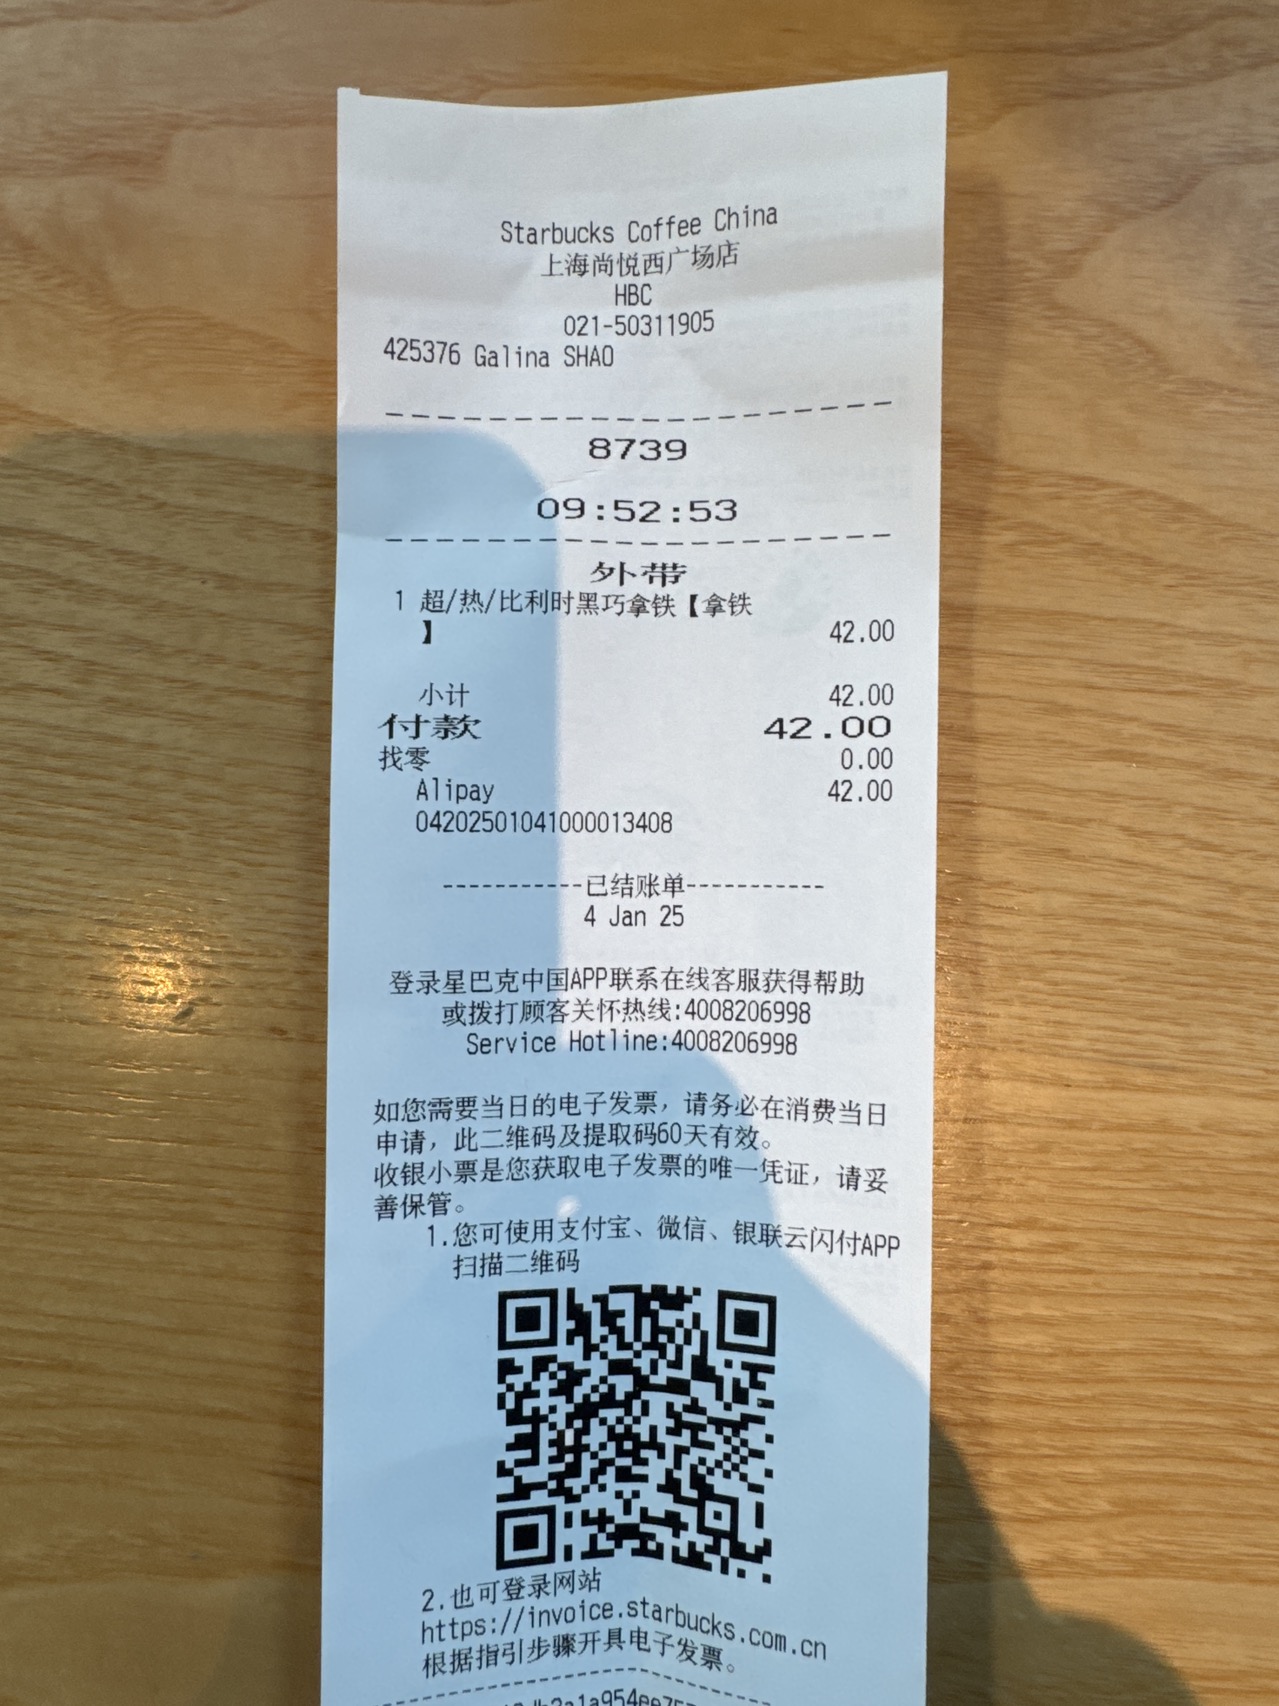 Starbucks Coffee China
上海尚悦西广场店
HBC
021-50311905
425376 Galina SHAO
8739
09:52:53
外带
1 超/热/比利时黑巧拿铁【拿铁
】 42.00
小计 42.00
付款 42.00
找零 0.00
Alipay 42.00
04202501041000013408
-----------已结账单-----------
4 Jan 25
登录星巴克中国APP联系在线客服获得帮助
或拨打顾客关怀热线:4008206998
Service Hotline:4008206998
如您需要当日的电子发票，请务必在消费当日
申请，此二维码及提取码60天有效。
收银小票是您获取电子发票的唯一凭证，请妥
善保管。
1.您可使用支付宝、微信、银联云闪付APP
扫描二维码
2.也可登录网站
https://invoice.starbucks.com.cn
根据指引步骤开具电子发票。